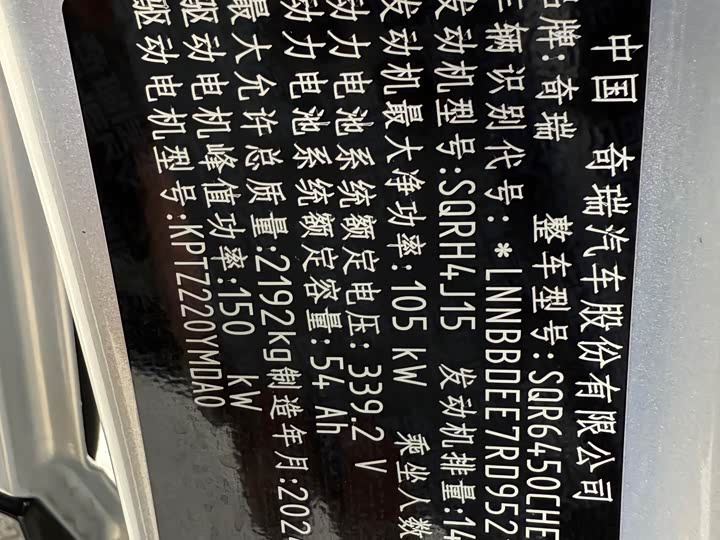 中国 奇瑞汽车股份有限公司
品牌:奇瑞 整车型号:SQR6450CHE
车辆识别代号:*LNNBBDEE7RD952
发动机型号:SQRH4J15 发动机排量:14
发动机最大净功率:105 kW 乘坐人数
动力电池系统额定电压:339.2 V
动力电池系统额定容量:54 Ah
最大允许总质量:2192kg 制造年月:2024
驱动电机峰值功率:150 kW
驱动电机型号:KPTZ220YMDA0